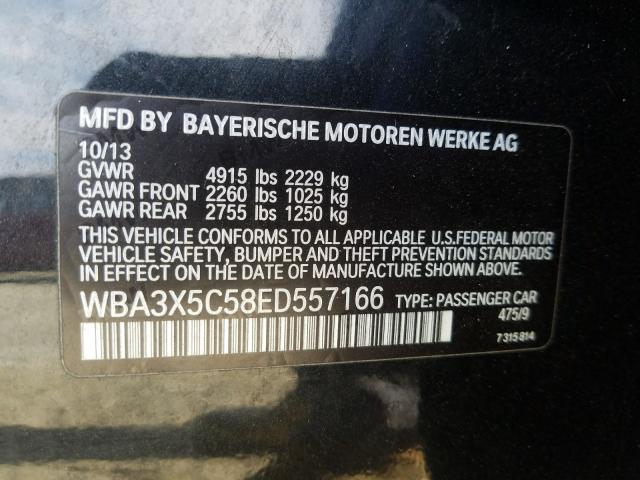 MFD BY BAYERISCHE MOTOREN WERKE AG
10/13
GVWR 4915 lbs 2229 kg
GAWR FRONT 2260 lbs 1025 kg
GAWR REAR 2755 lbs 1250 kg
THIS VEHICLE CONFORMS TO ALL APPLICABLE U.S.FEDERAL MOTOR
VEHICLE SAFETY, BUMPER AND THEFT PREVENTION STANDARDS
IN EFFECT ON THE DATE OF MANUFACTURE SHOWN ABOVE.
WBA3X5C58ED557166 TYPE: PASSENGER CAR
475/9
7315814